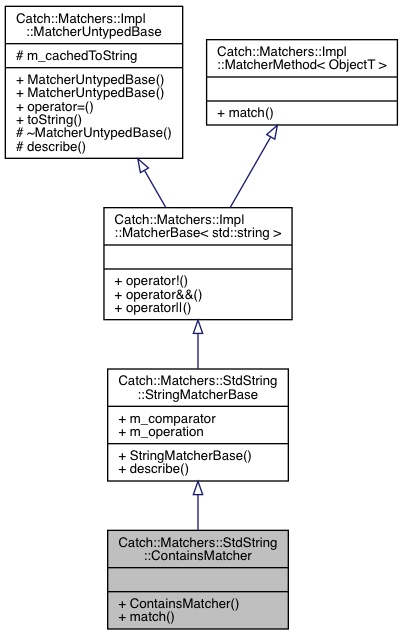 Catch::Matchers::Impl
::MatcherUntypedBase
# m_cachedToString
+ MatcherUntypedBase()
+ MatcherUntypedBase()
+ operator=()
+ toString()
# ~MatcherUntypedBase()
# describe()
Catch::Matchers::Impl
::MatcherMethod< ObjectT >
+ match()
Catch::Matchers::Impl
::MatcherBase< std::string >
+ operator!()
+ operator&&()
+ operator||()
Catch::Matchers::StdString
::StringMatcherBase
+ m_comparator
+ m_operation
+ StringMatcherBase()
+ describe()
Catch::Matchers::StdString
::ContainsMatcher
+ ContainsMatcher()
+ match()